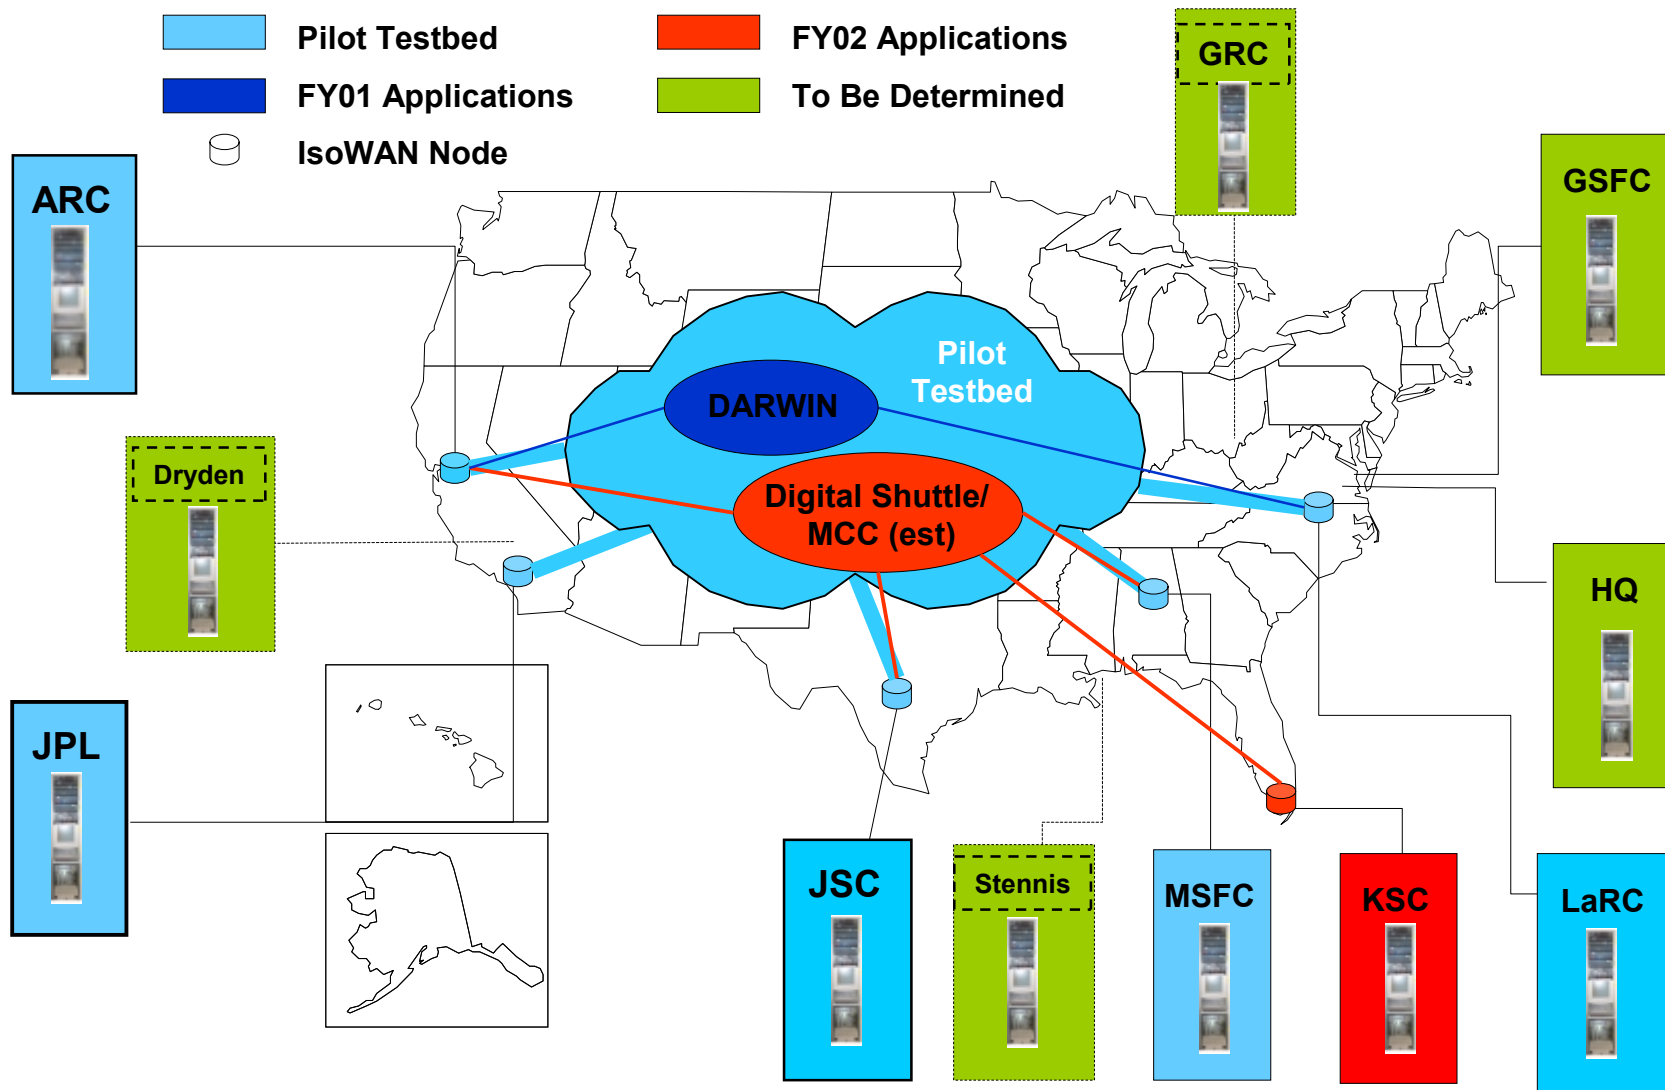 Pilot Testbed
FY02 Applications
FY01 Applications
To Be Determined
IsoWAN Node
GRC
GSFC
ARC
Pilot
Testbed
DARWIN
Dryden
Digital Shuttle/
MCC (est)
HQ
JPL
JSC
Stennis
MSFC
KSC
LaRC